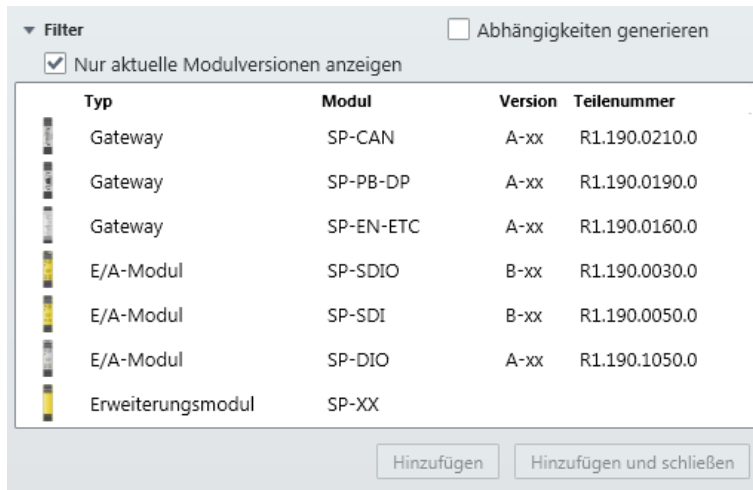 Filter Abhängigkeiten generieren
Nur aktuelle Modulversionen anzeigen
Typ Modul Version Teilenummer
Gateway SP-CAN A-xx R1.190.0210.0
Gateway SP-PB-DP A-xx R1.190.0190.0
Gateway SP-EN-ETC A-xx R1.190.0160.0
E/A-Modul SP-SDIO B-xx R1.190.0030.0
E/A-Modul SP-SDI B-xx R1.190.0050.0
E/A-Modul SP-DIO A-xx R1.190.1050.0
Erweiterungsmodul SP-XX
Hinzufügen Hinzufügen und schließen